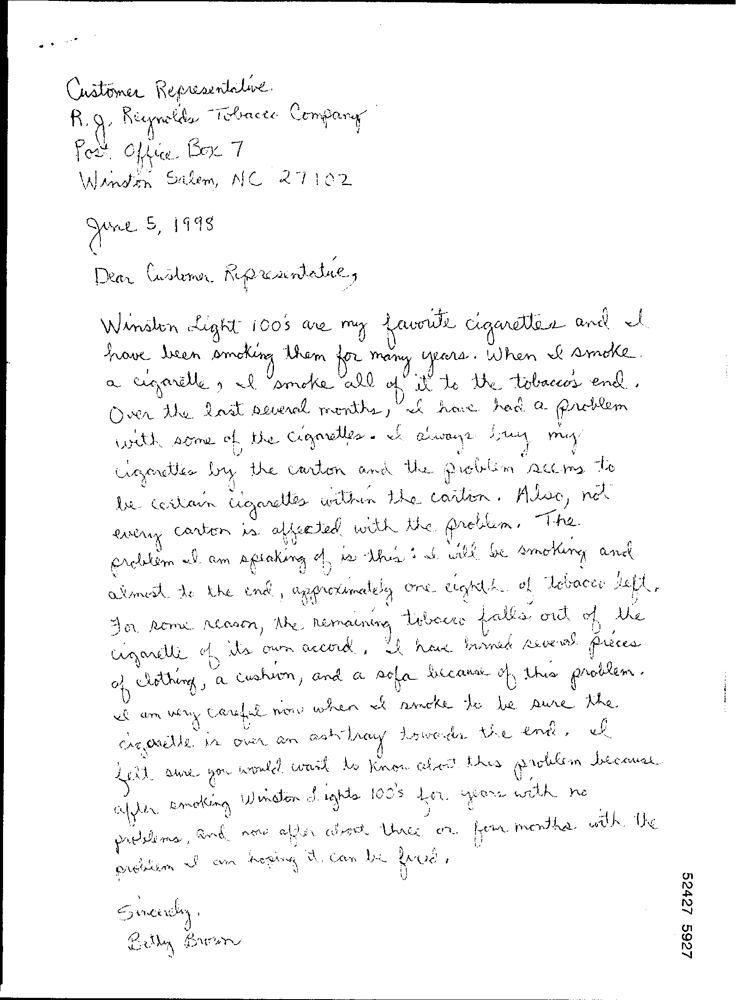 Customer Representative
R.J. Reynolds Tobacco Company
Post Office Box 7
Winston Salem, NC 27102
June 5, 1998
Dear Customer Representative,
Winston Light 100's are my favorite cigarettes and I
have been smoking them for many years. When I smoke
a cigarette, I smoke all of it to the tobacco's end.
Over the last several months, I have had a problem
with some of the cigarettes. I always buy my
cigarettes by the carton and the problem seems to
be certain cigarettes within the carton. Also, not
every carton is affected with the problem. The
problem I am speaking of is this: I will be smoking and
almost to the end, approximately one eighth of tobacco left.
For some reason, the remaining tobacco falls out of the
cigarette of its own accord. I have burned several pieces
of clothing, a cushion, and a sofa because of this problem.
I am very careful now when I smoke to be sure the
cigarette is over an ashtray towards the end. I
felt sure you would want to know about this problem because
after smoking Winston Lights 100's for years with no
problems, and now after about three or four months with the
problem I am hoping it can be fixed.
Sincerely,
Betty Brown
52427 5927